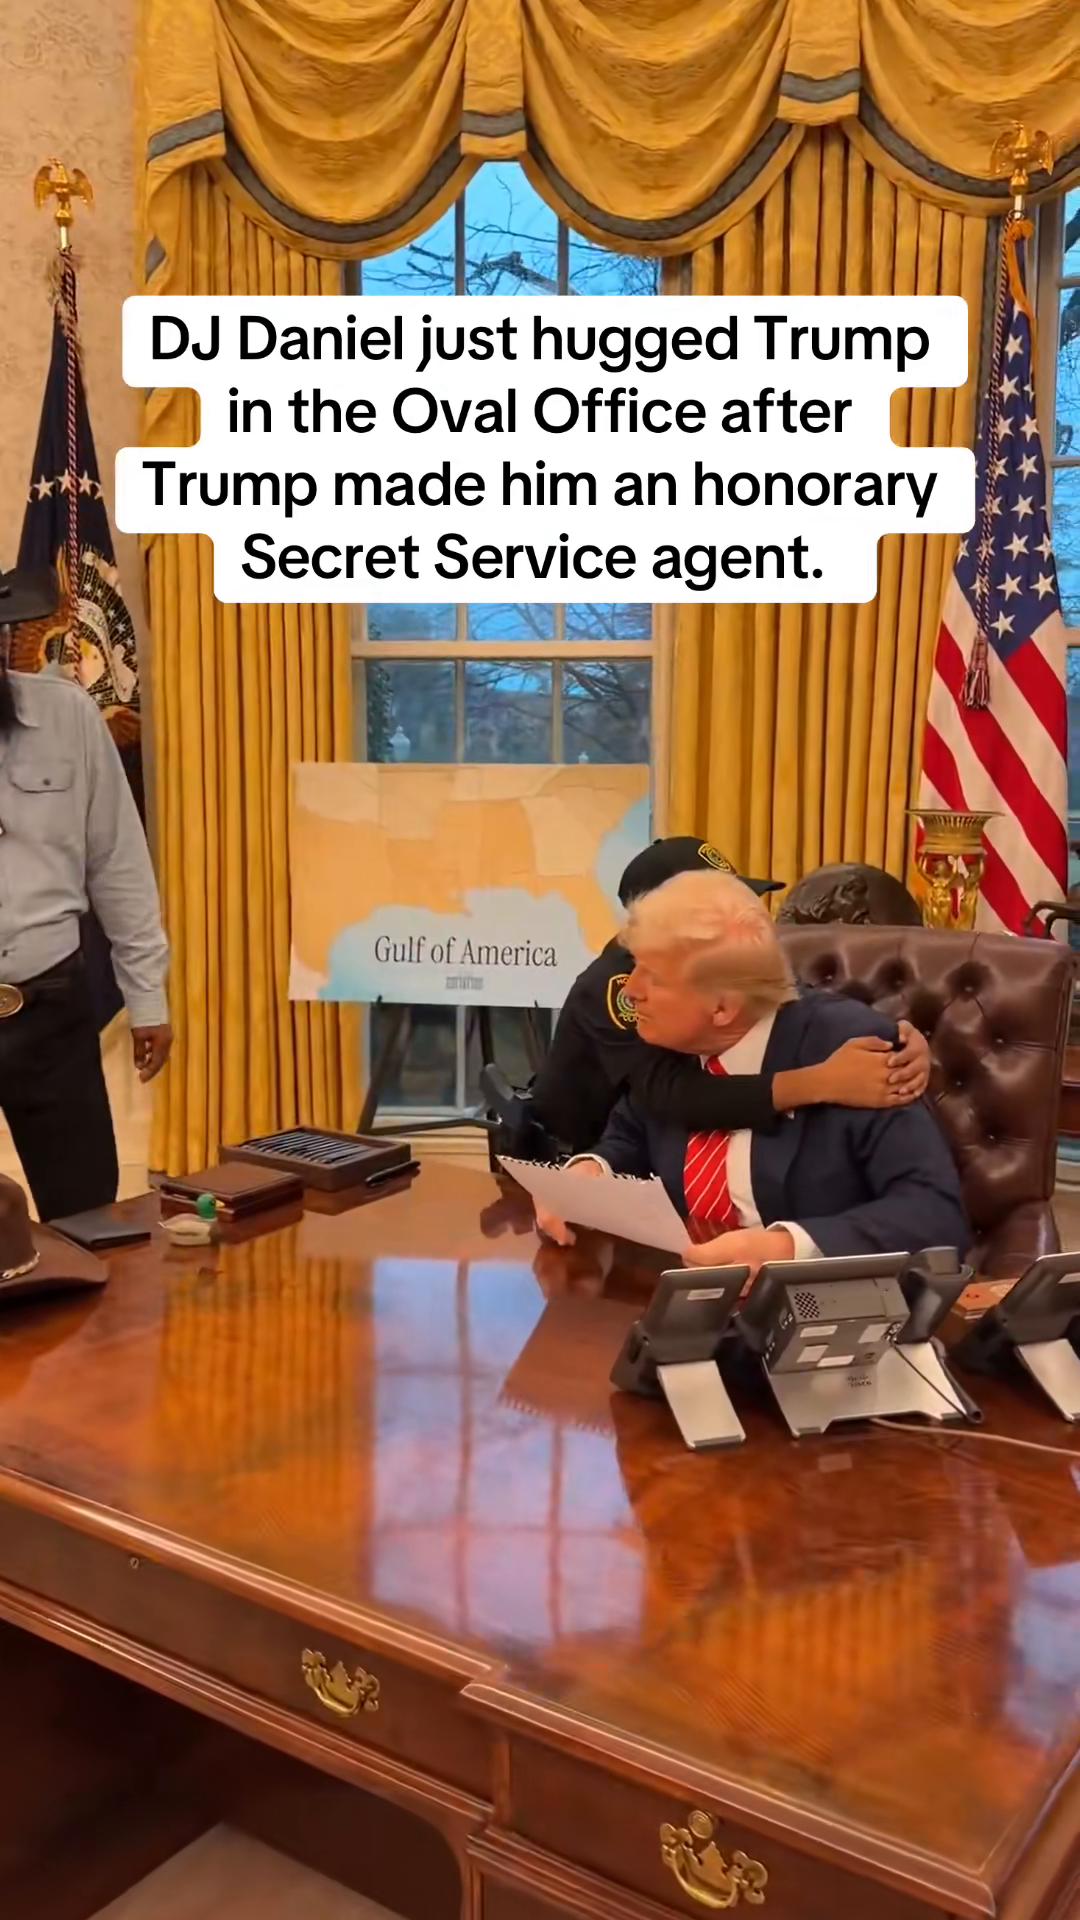 DJ Daniel just hugged Trump
in the Oval Office after
Trump made him an honorary
Secret Service agent.
Gulf of America